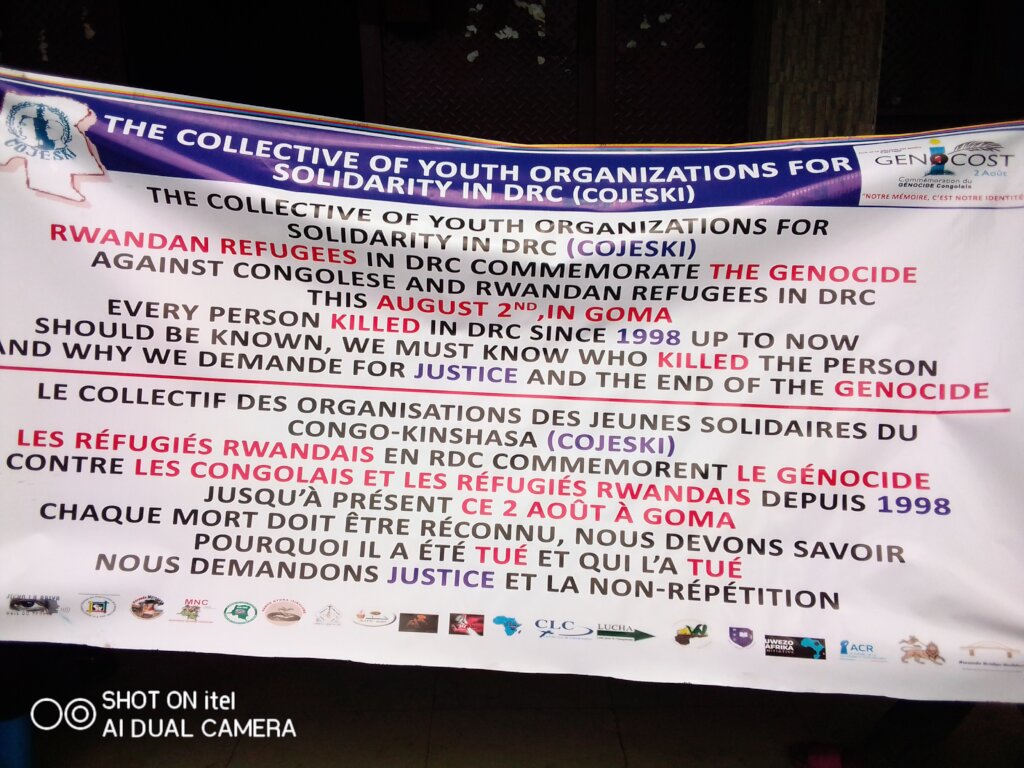 COJESKI
THE COLLECTIVE OF YOUTH ORGANIZATIONS FOR
SOLIDARITY IN DRC (COJESKI)
GENOCOST
2 Août
Commémoration du
GÉNOCIDE Congolais
"NOTRE MÉMOIRE, C'EST NOTRE IDENTITÉ
THE COLLECTIVE OF YOUTH ORGANIZATIONS FOR
SOLIDARITY IN DRC (COJESKI)
RWANDAN REFUGEES IN DRC COMMEMORATE THE GENOCIDE
AGAINST CONGOLESE AND RWANDAN REFUGEES IN DRC
THIS AUGUST 2ND,IN GOMA
EVERY PERSON KILLED IN DRC SINCE 1998 UP TO NOW
SHOULD BE KNOWN, WE MUST KNOW WHO KILLED THE PERSON
AND WHY WE DEMANDE FOR JUSTICE AND THE END OF THE GENOCIDE
LE COLLECTIF DES ORGANISATIONS DES JEUNES SOLIDAIRES DU
CONGO-KINSHASA (COJESKI)
LES RÉFUGIÉS RWANDAIS EN RDC COMMEMORENT LE GÉNOCIDE
CONTRE LES CONGOLAIS ET LES RÉFUGIÉS RWANDAIS DEPUIS 1998
JUSQU'À PRÉSENT CE 2 AOÛT À GOMA
CHAQUE MORT DOIT ÊTRE RÉCONNU, NOUS DEVONS SAVOIR
POURQUOI IL A ÉTÉ TUÉ ET QUI L'A TUÉ
NOUS DEMANDONS JUSTICE ET LA NON-RÉPÉTITION
MNC
CLC
LUCHA
UWEZO
AFRIKA
ACR
SHOT ON itel
AI DUAL CAMERA